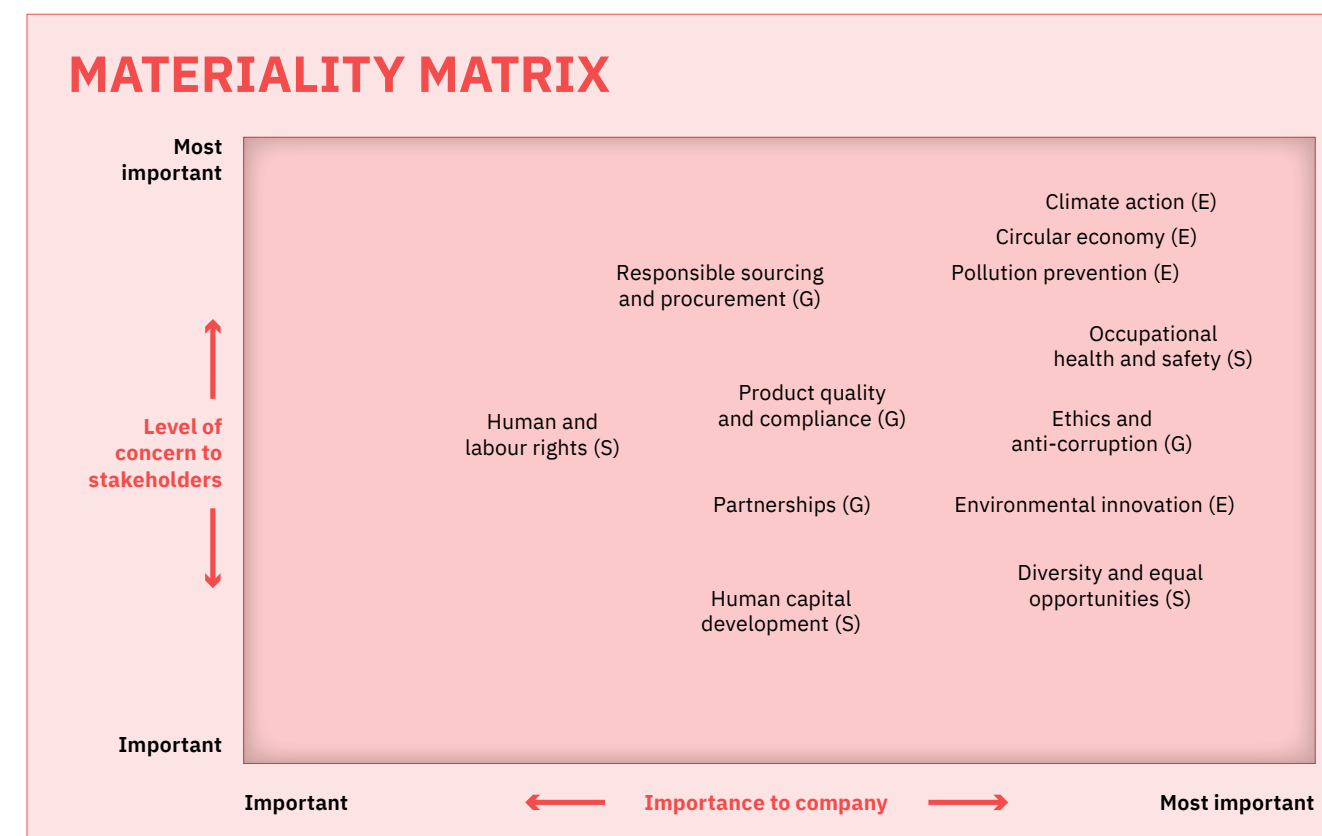 MATERIALITY MATRIX
Most
important
Climate action (E)
Circular economy (E)
Responsible sourcing
and procurement (G)
Pollution prevention (E)
Occupational
health and safety (S)
Product quality
and compliance (G)
Human and
labour rights (S)
Ethics and
anti-corruption (G)
Level of
concern to
stakeholders
Partnerships (G)
Environmental innovation (E)
Diversity and equal
opportunities (S)
Human capital
development (S)
Important
Important
Importance to company
Most important